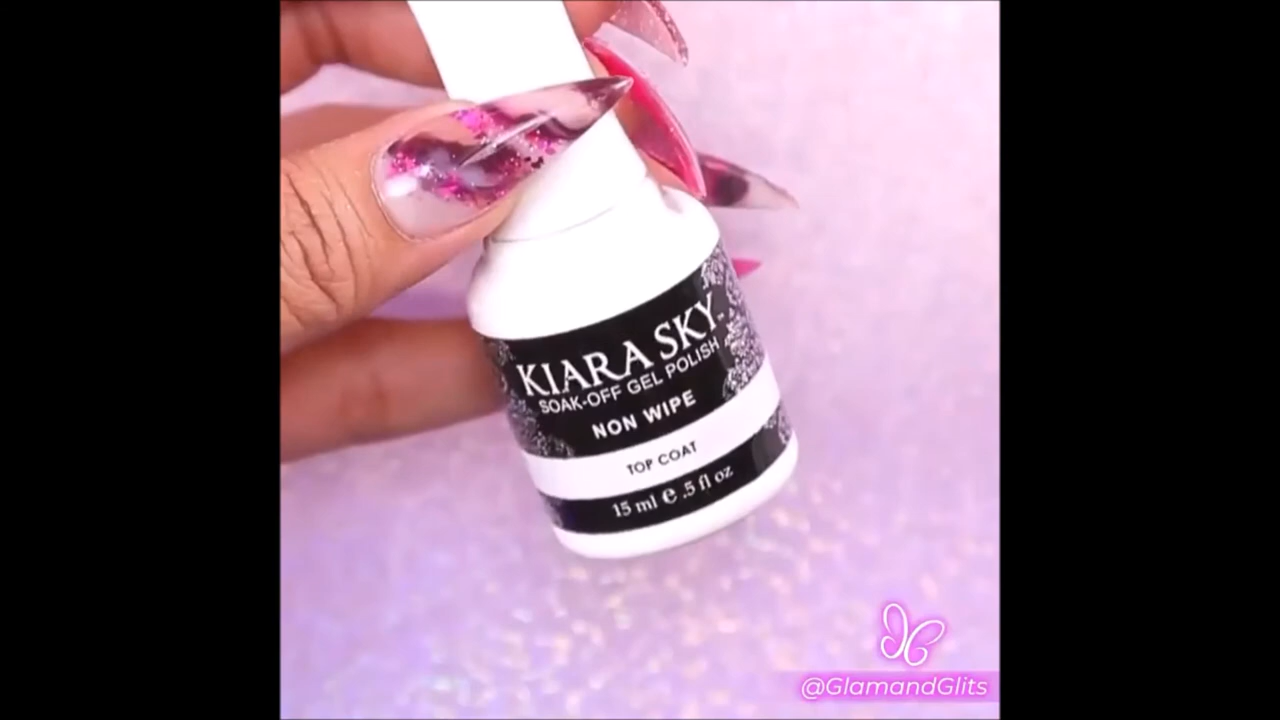 KIARA SKY
SOAK-OFF GEL POLISH
NON WIPE
TOP COAT
15 ml e .5 fl oz
@GlamandGlits